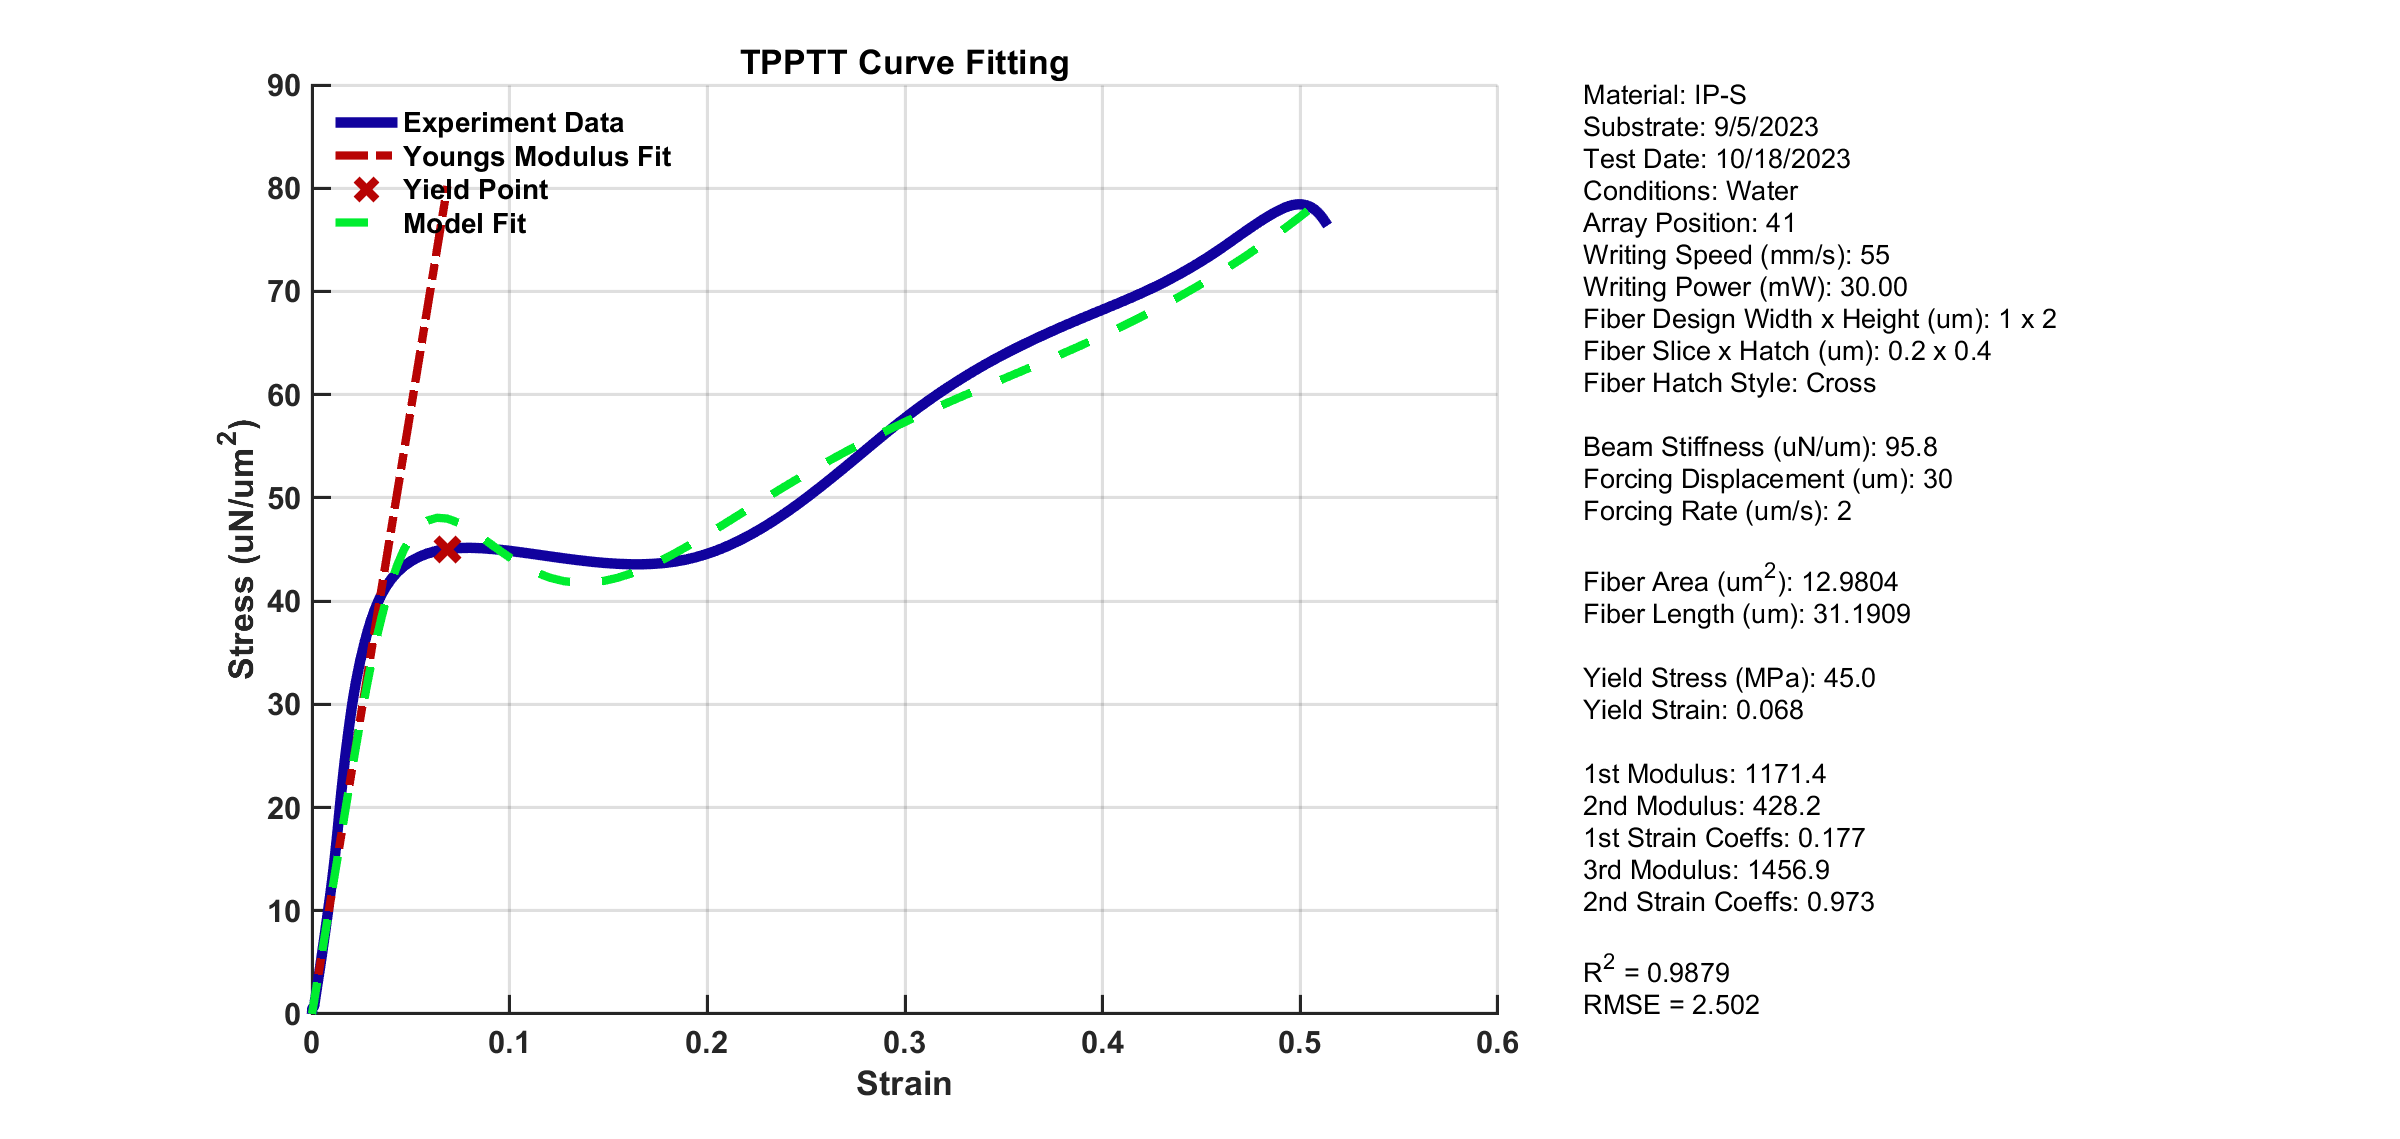 TPPTT Curve Fitting
90
80
70
60
50
40
30
20
10
0
Stress (uN/um²)
Experiment Data
Youngs Modulus Fit
Yield Point
Model Fit
0
0.1
0.2
0.3
0.4
0.5
0.6
Strain
Material: IP-S
Substrate: 9/5/2023
Test Date: 10/18/2023
Conditions: Water
Array Position: 41
Writing Speed (mm/s): 55
Writing Power (mW): 30.00
Fiber Design Width x Height (um): 1 x 2
Fiber Slice x Hatch (um): 0.2 x 0.4
Fiber Hatch Style: Cross
Beam Stiffness (uN/um): 95.8
Forcing Displacement (um): 30
Forcing Rate (um/s): 2
Fiber Area (um²): 12.9804
Fiber Length (um): 31.1909
Yield Stress (MPa): 45.0
Yield Strain: 0.068
1st Modulus: 1171.4
2nd Modulus: 428.2
1st Strain Coeffs: 0.177
3rd Modulus: 1456.9
2nd Strain Coeffs: 0.973
R² = 0.9879
RMSE = 2.502